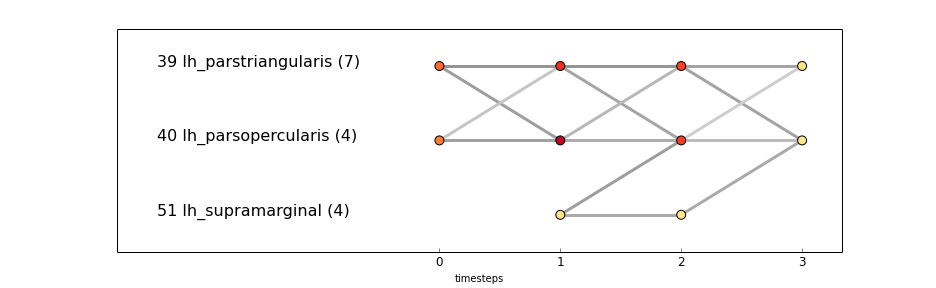 39 lh_parstriangularis (7)
40 lh_parsopercularis (4)
51 lh_supramarginal (4)
0 1 2 3
timesteps